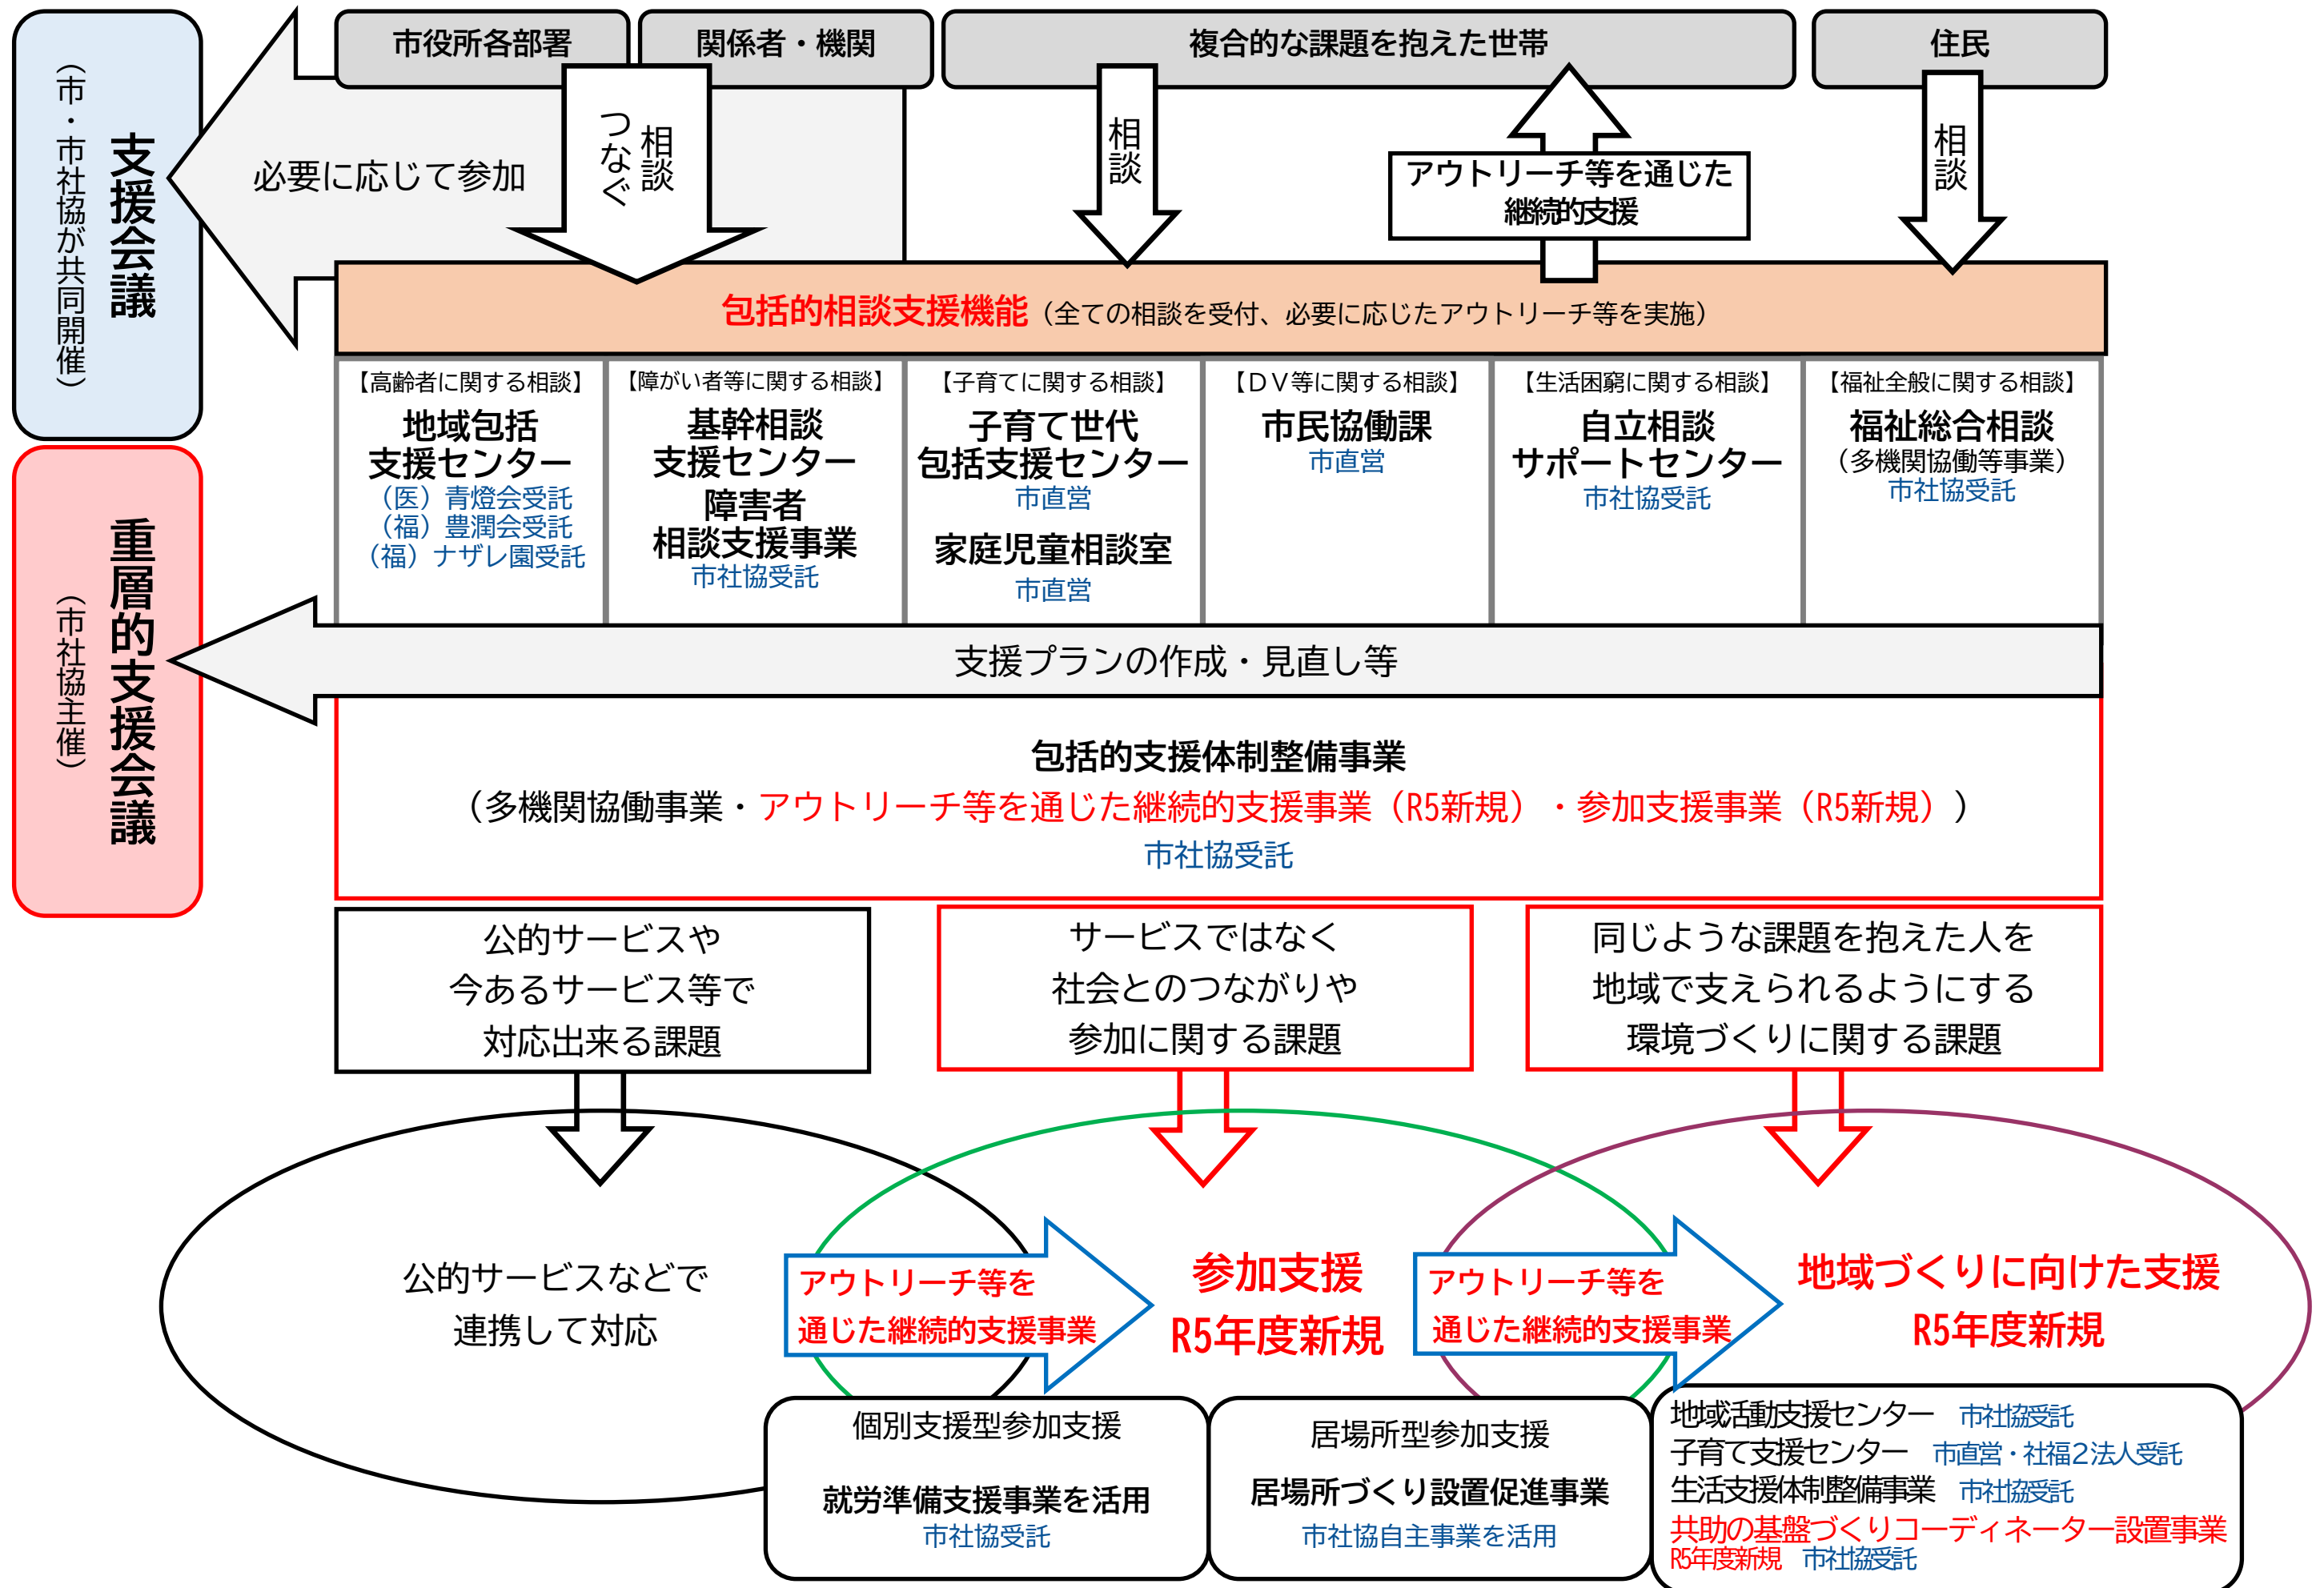 市役所各部署
関係者・機関
複合的な課題を抱えた世帯
住民
支援会議
（市・市社協が共同開催）
必要に応じて参加
相談
つなぐ
相談
アウトリーチ等を通じた
継続的支援
相談
包括的相談支援機能（全ての相談を受付、必要に応じたアウトリーチ等を実施）
【高齢者に関する相談】
地域包括
支援センター
（医）青燈会受託
（福）豊潤会受託
（福）ナザレ園受託
【障がい者等に関する相談】
基幹相談
支援センター
障害者
相談支援事業
市社協受託
【子育てに関する相談】
子育て世代
包括支援センター
市直営
家庭児童相談室
市直営
【ＤＶ等に関する相談】
市民協働課
市直営
【生活困窮に関する相談】
自立相談
サポートセンター
市社協受託
【福祉全般に関する相談】
福祉総合相談
（多機関協働等事業）
市社協受託
重層的支援会議
（市社協主催）
支援プランの作成・見直し等
包括的支援体制整備事業
（多機関協働事業・アウトリーチ等を通じた継続的支援事業（R5新規）・参加支援事業（R5新規））
市社協受託
公的サービスや
今あるサービス等で
対応出来る課題
サービスではなく
社会とのつながりや
参加に関する課題
同じような課題を抱えた人を
地域で支えられるようにする
環境づくりに関する課題
公的サービスなどで
連携して対応
アウトリーチ等を
通じた継続的支援事業
参加支援
R5年度新規
アウトリーチ等を
通じた継続的支援事業
地域づくりに向けた支援
R5年度新規
個別支援型参加支援
就労準備支援事業を活用
市社協受託
居場所型参加支援
居場所づくり設置促進事業
市社協自主事業を活用
地域活動支援センター　市社協受託
子育て支援センター　市直営・社福２法人受託
生活支援体制整備事業　市社協受託
共助の基盤づくりコーディネーター設置事業
R5年度新規　市社協受託